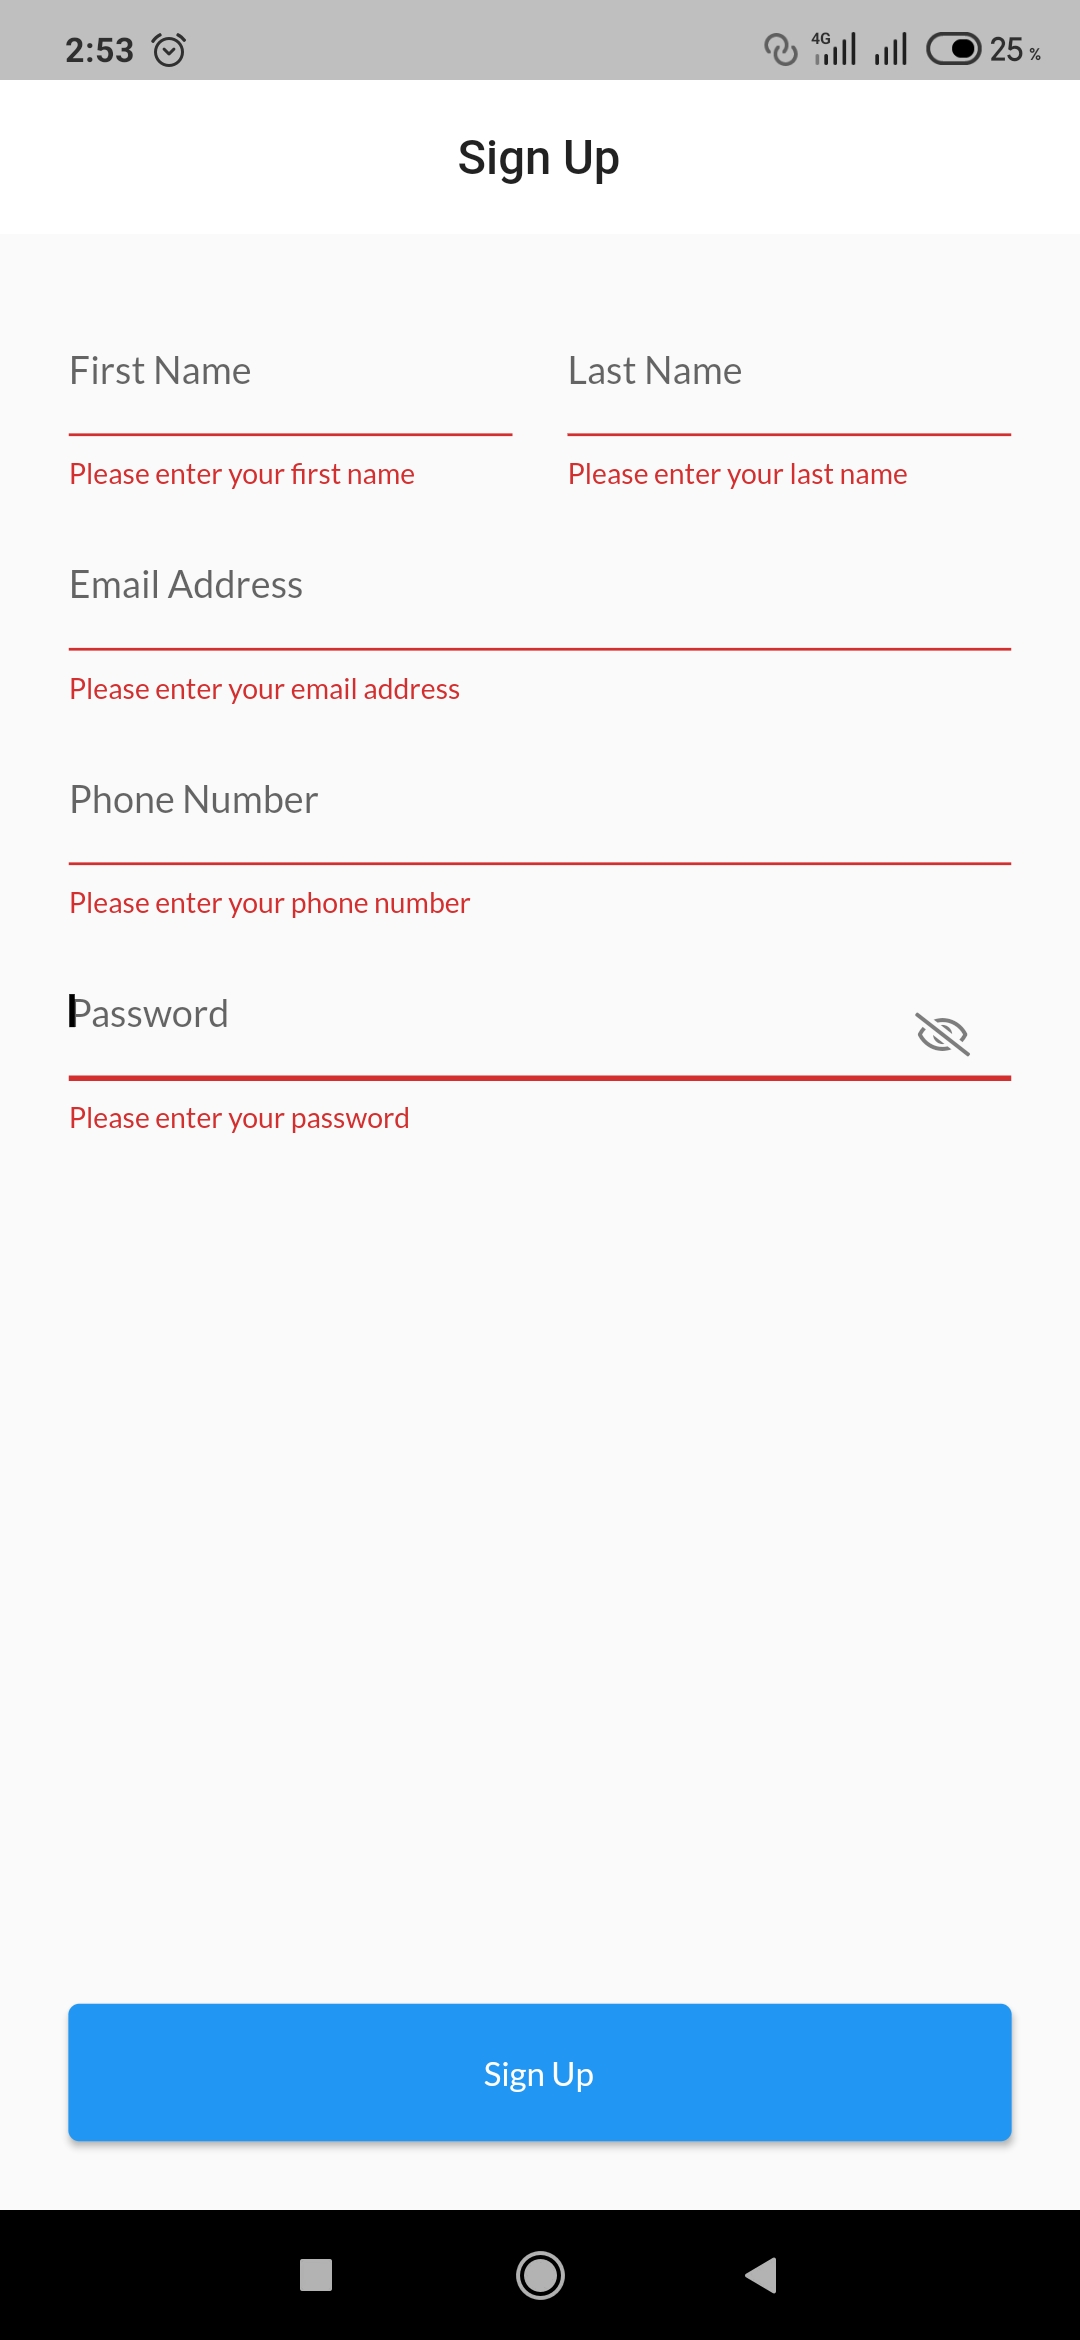 2:53 4G 25 %
Sign Up
First Name Last Name
Please enter your first name Please enter your last name
Email Address
Please enter your email address
Phone Number
Please enter your phone number
Password
Please enter your password
Sign Up